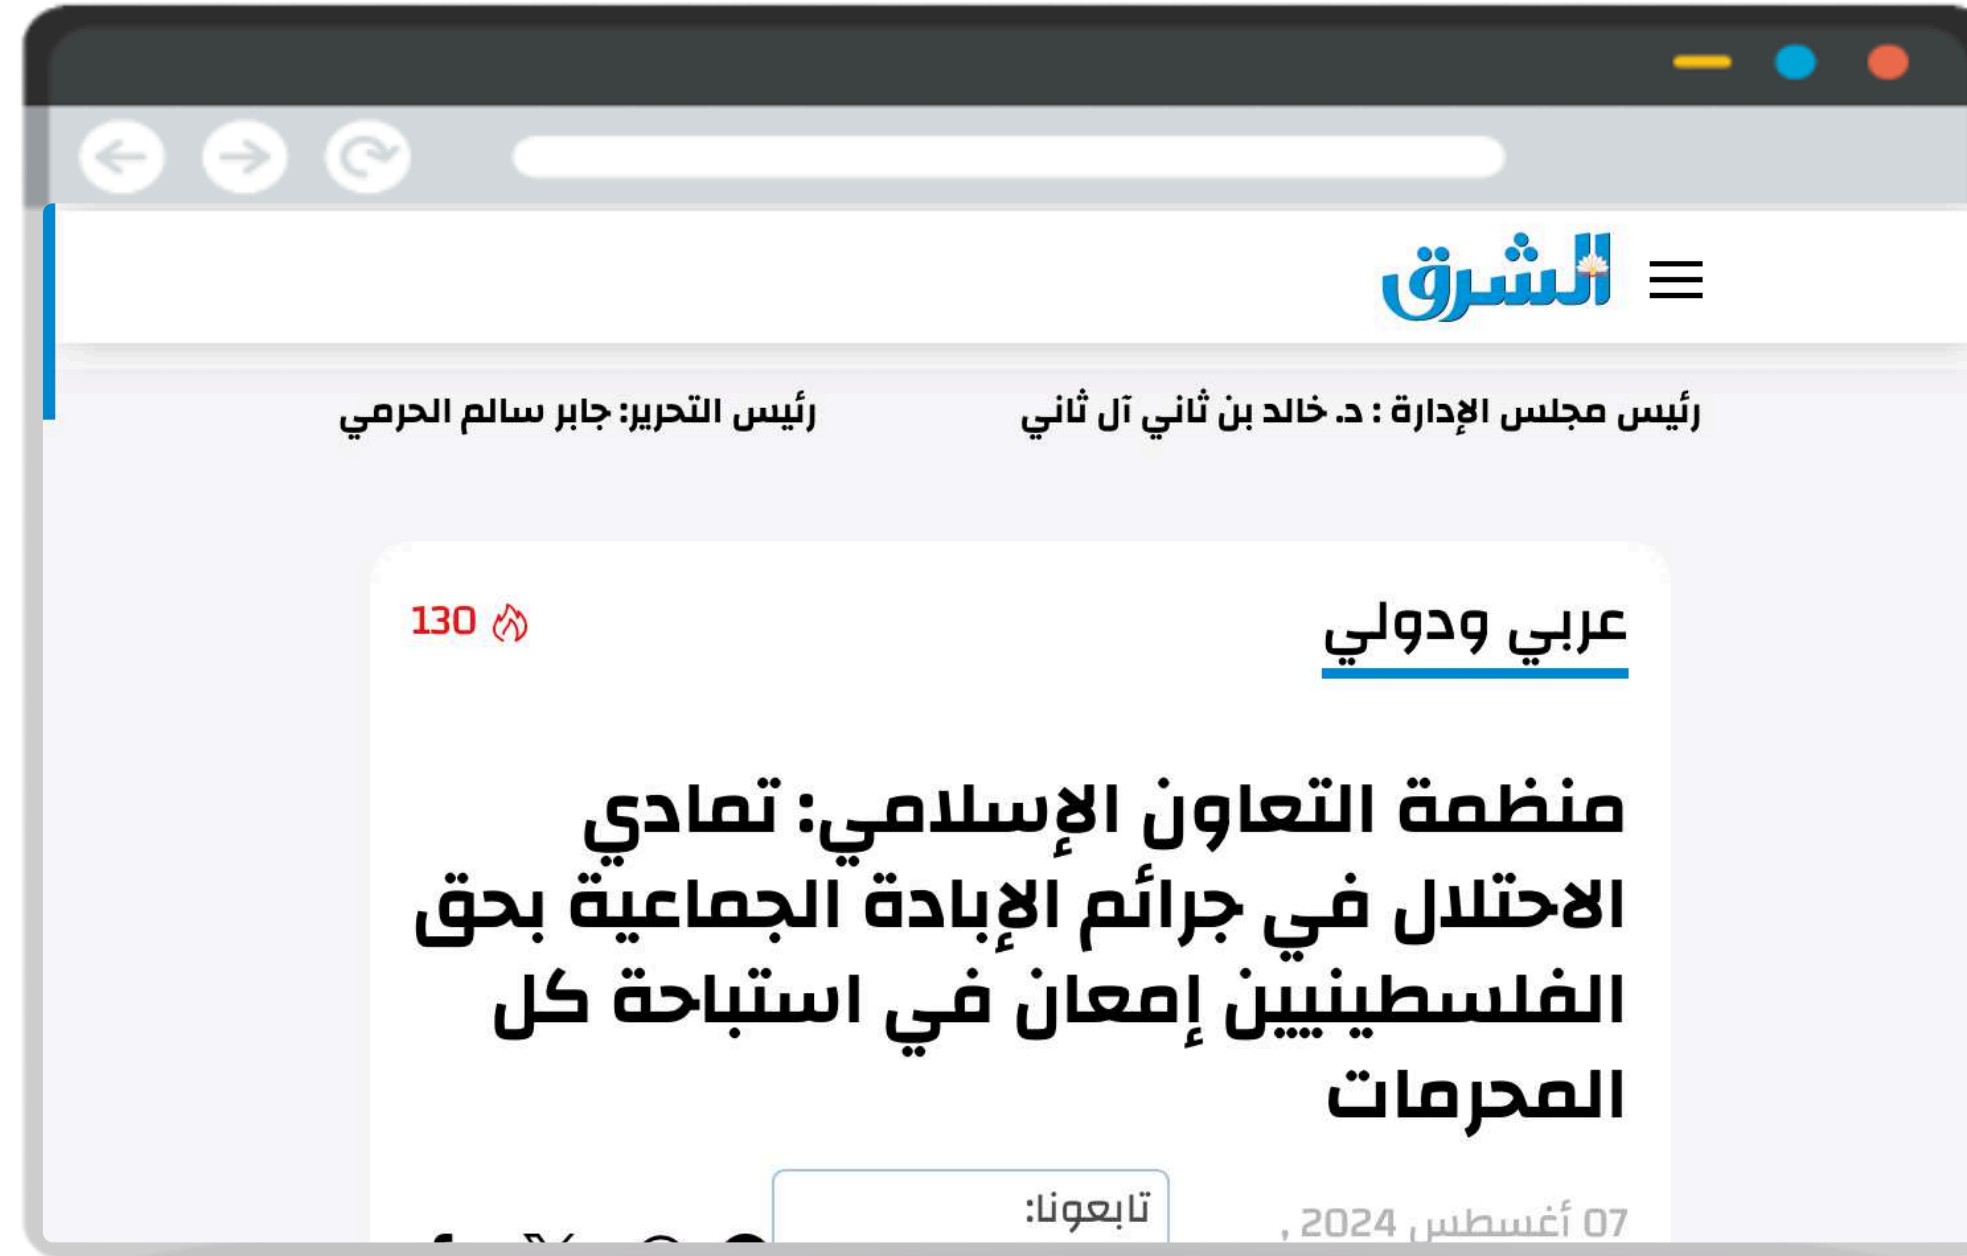 الشرق
رئيس مجلس الإدارة : د. خالد بن ثاني آل ثاني
رئيس التحرير: جابر سالم الحرمي
عربي ودولي
130
منظمة التعاون الإسلامي: تمادي
الاحتلال في جرائم الإبادة الجماعية بحق
الفلسطينيين إمعان في استباحة كل
المحرمات
07 أغسطس 2024 ,
تابعونا: